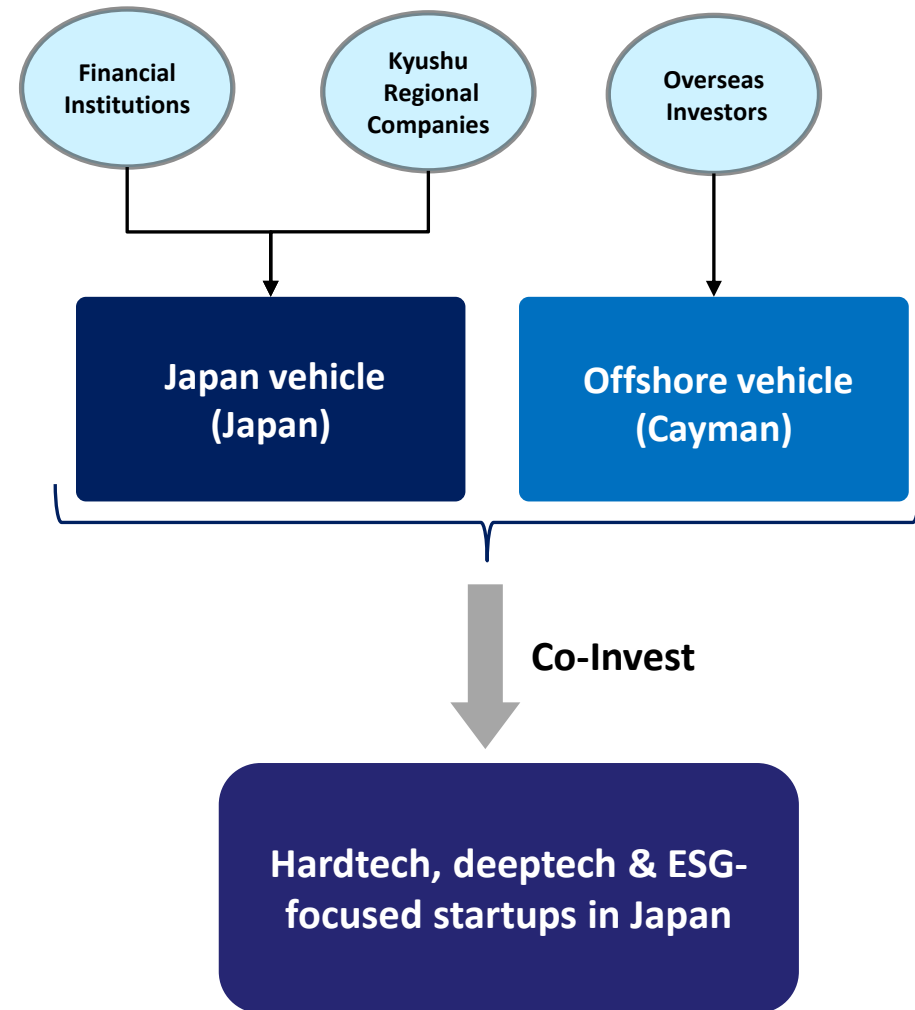 Financial
Institutions
Kyushu
Regional
Companies
Overseas
Investors
Japan vehicle
(Japan)
Offshore vehicle
(Cayman)
Co-Invest
Hardtech, deeptech & ESG-
focused startups in Japan